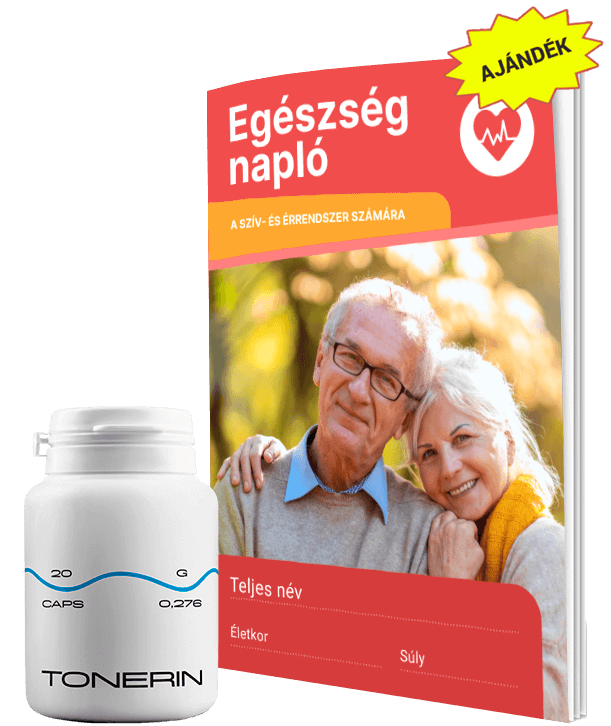 AJÁNDÉK
Egészség
napló
A SZÍV- ÉS ÉRRENDSZER SZÁMÁRA
Teljes név
Életkor
Súly
20 G
CAPS 0,276
TONERIN